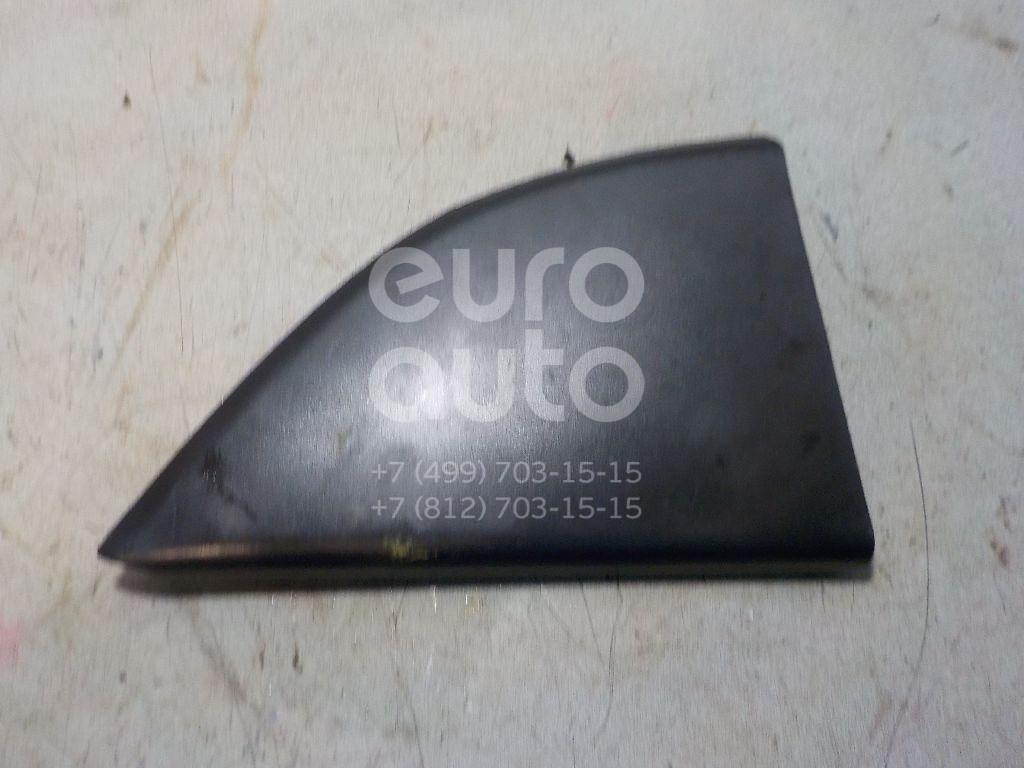 euro
auto
+7 (499) 703-15-15
+7 (812) 703-15-15